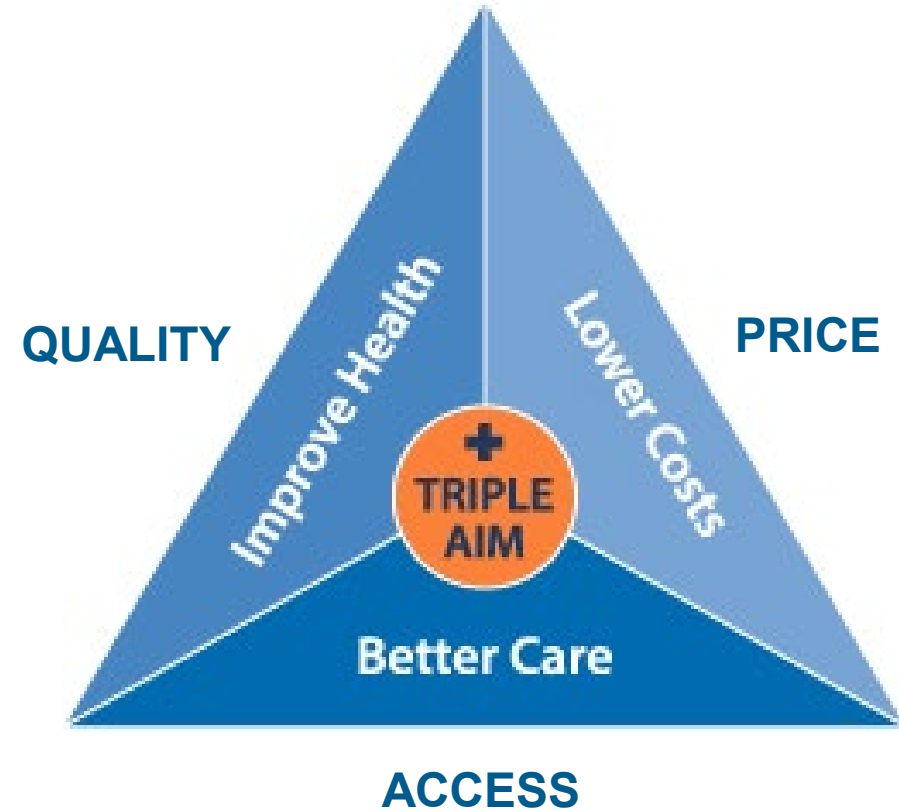 QUALITY
Improve Health
Lower Costs
PRICE
TRIPLE
AIM
Better Care
ACCESS